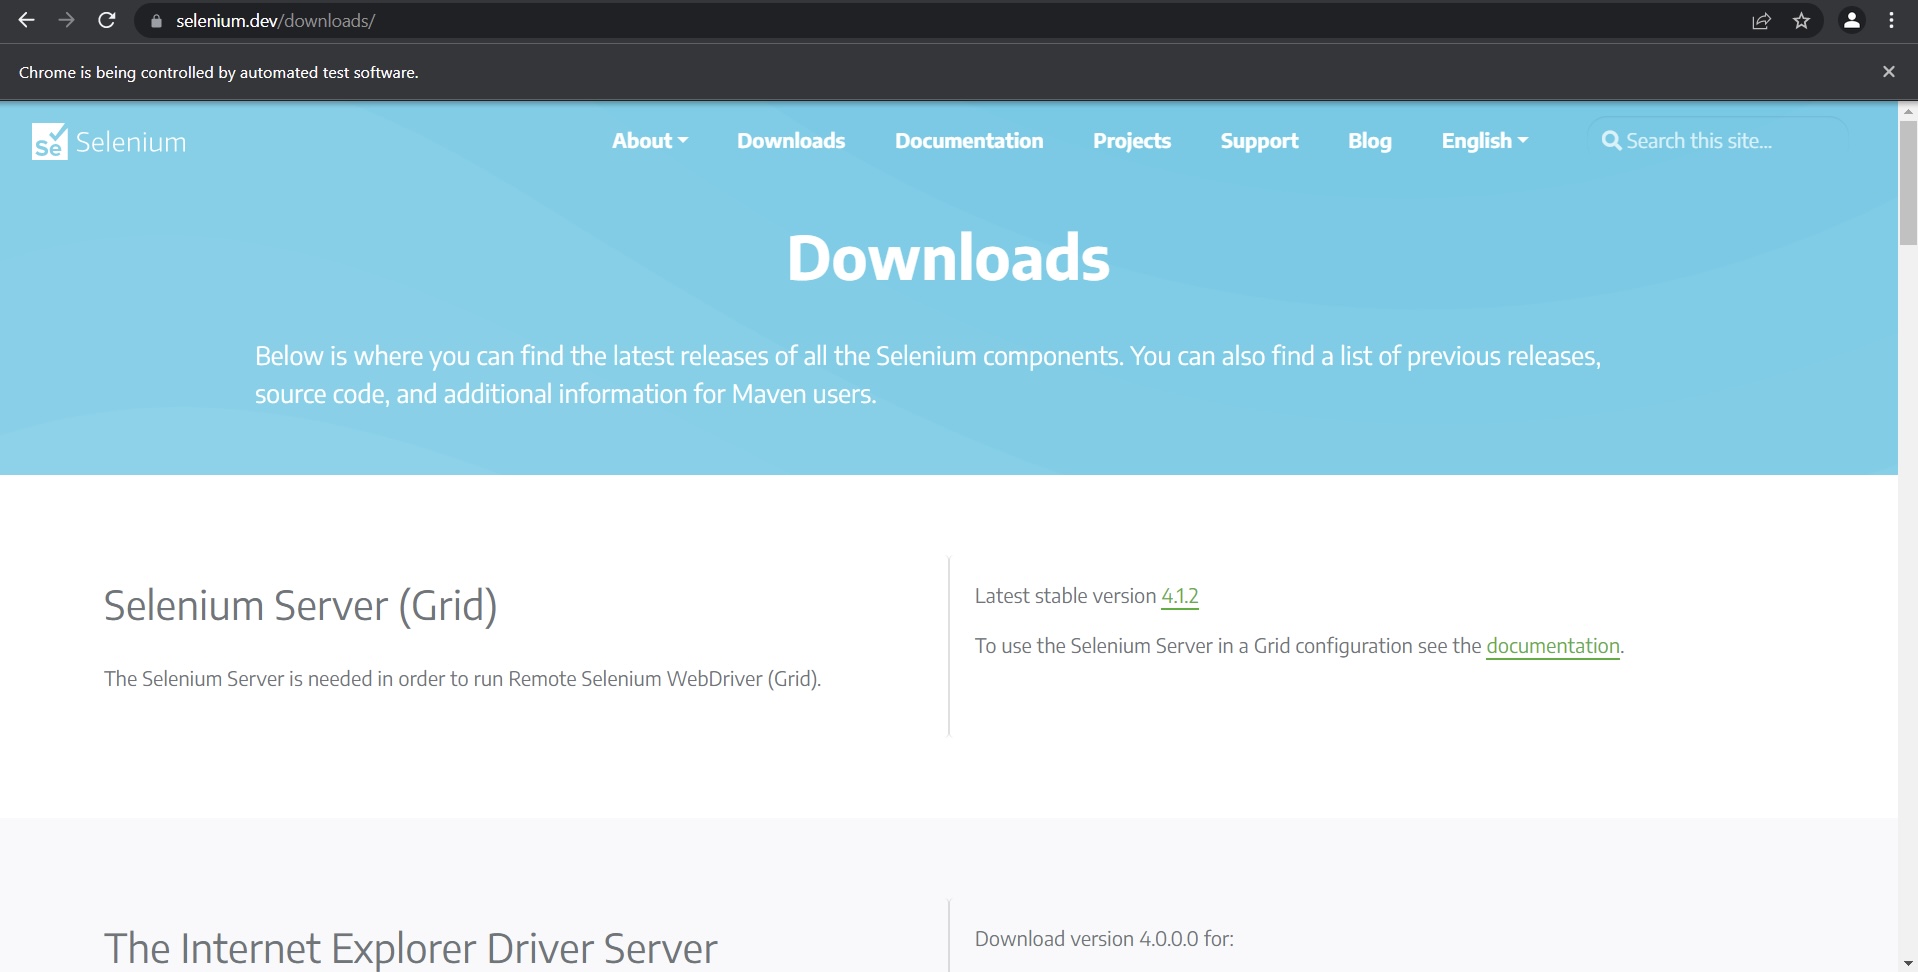 selenium.dev/downloads/
Chrome is being controlled by automated test software.
Se Selenium
About Downloads Documentation Projects Support Blog English Search this site...
Downloads
Below is where you can find the latest releases of all the Selenium components. You can also find a list of previous releases,
source code, and additional information for Maven users.
Selenium Server (Grid)
The Selenium Server is needed in order to run Remote Selenium WebDriver (Grid).
Latest stable version 4.1.2
To use the Selenium Server in a Grid configuration see the documentation.
The Internet Explorer Driver Server
Download version 4.0.0.0 for: